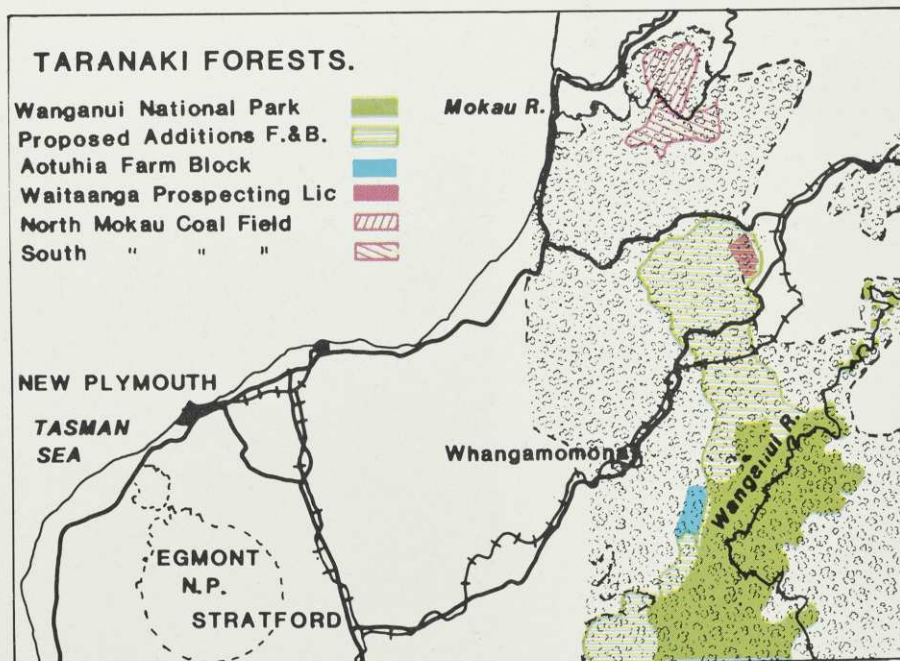 TARANAKI FORESTS.
Wanganui National Park
Proposed Additions F.&B.
Aotuhia Farm Block
Waitaanga Prospecting Lic
North Mokau Coal Field
South " " "
Mokau R.
NEW PLYMOUTH
TASMAN
SEA
Whangamomona
Wanganui R.
EGMONT
N.P.
STRATFORD